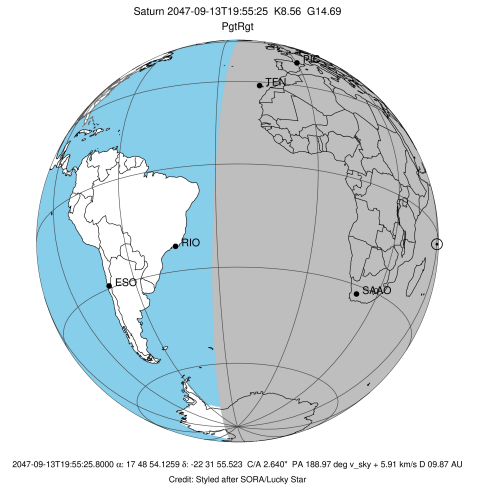 Saturn 2047-09-13T19:55:25 K8.56 G14.69
PgtRgt
PIC
TEN
RIO
ESO
SAAO
2047-09-13T19:55:25.8000 α: 17 48 54.1259 δ: -22 31 55.523 C/A 2.640" PA 188.97 deg v_sky + 5.91 km/s D 09.87 AU
Credit: Styled after SORA/Lucky Star